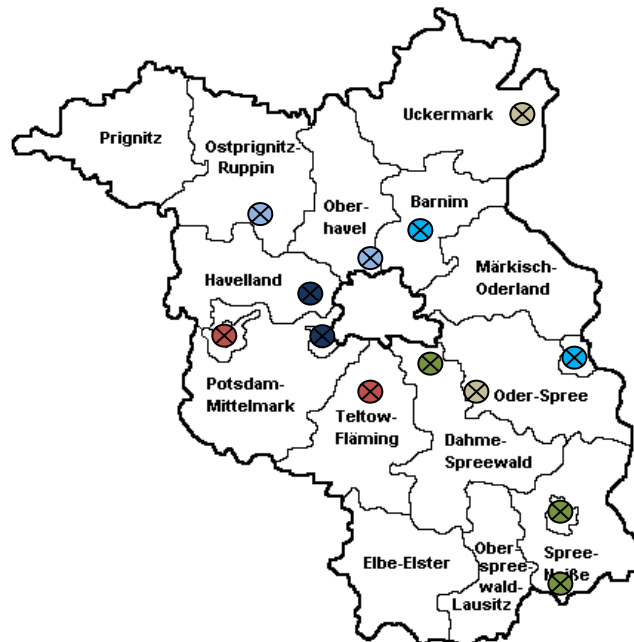 Uckermark
Prignitz
Ostprignitz-
Ruppin
Ober-
havel
Barnim
Havelland
Märkisch-
Oderland
Potsdam-
Mittelmark
Teltow-
Fläming
Oder-Spree
Dahme-
Spreewald
Elbe-Elster
Ober-
spree-
wald-
Lausitz
Spree-
Neiße